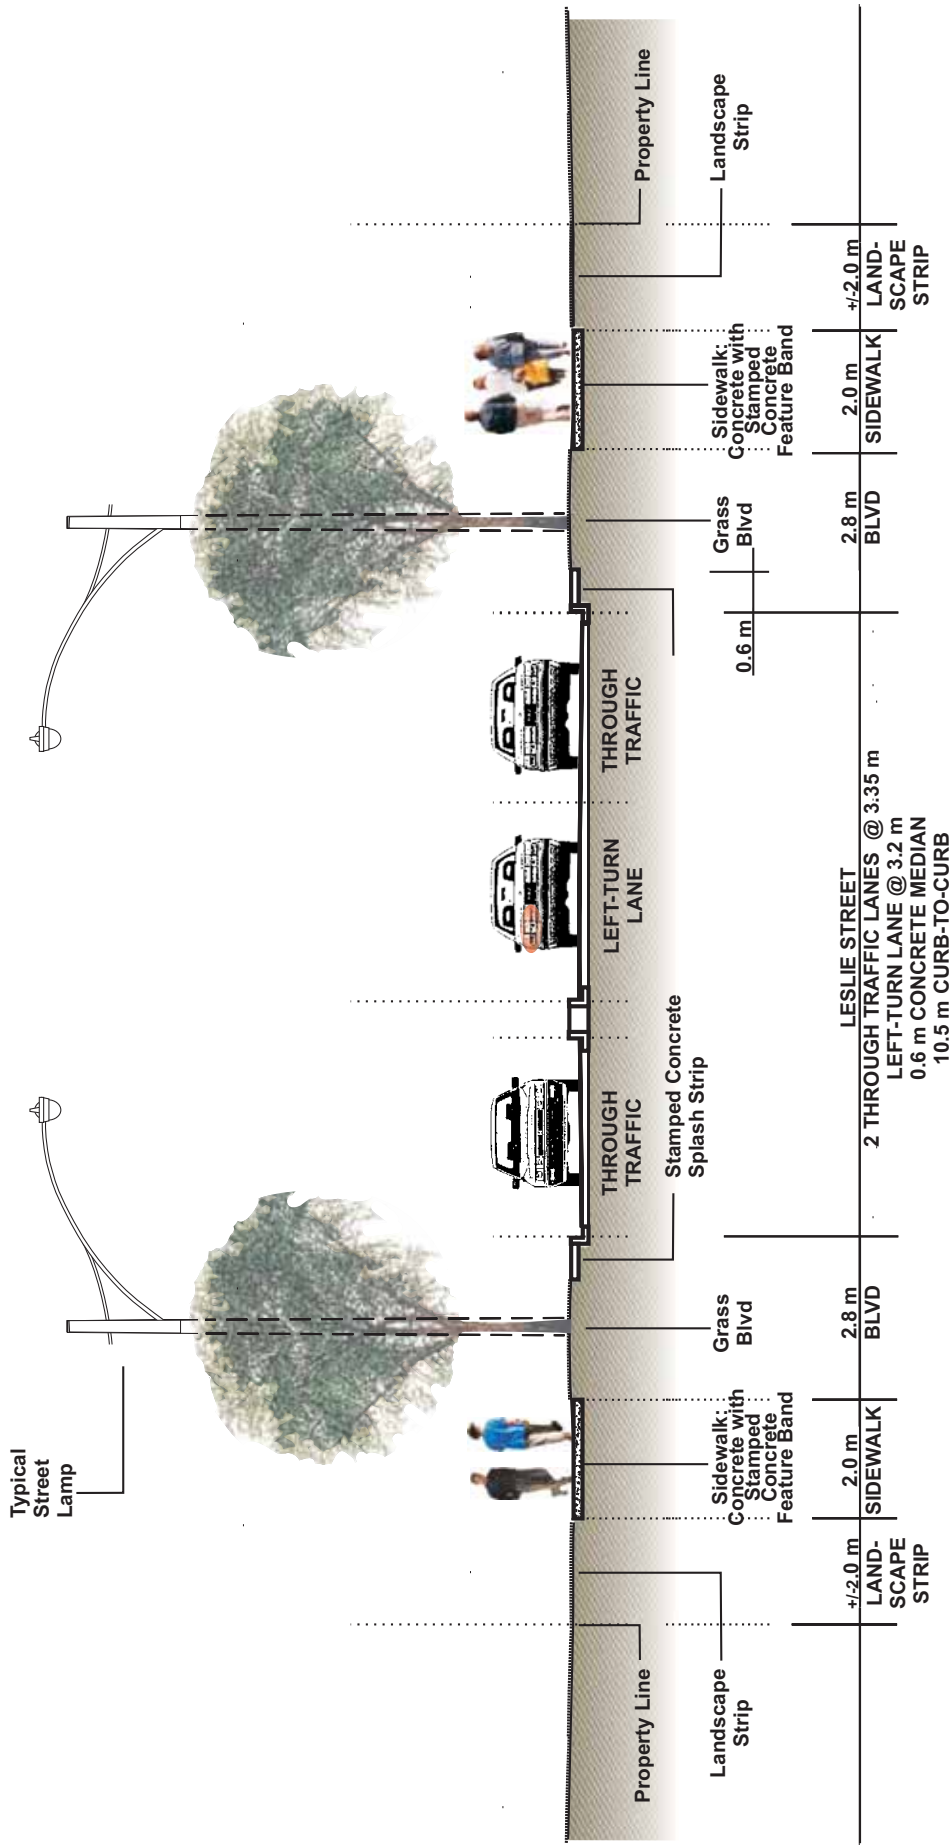 Typical
Street
Lamp
THROUGH
TRAFFIC
LEFT-TURN
LANE
THROUGH
TRAFFIC
Property Line
Property Line
Stamped Concrete
Splash Strip
Landscape
Strip
Sidewalk:
Concrete with
Stamped
Concrete
Feature Band
Grass
Blvd
0.6 m
Grass
Blvd
Sidewalk:
Concrete with
Stamped
Concrete
Feature Band
Landscape
Strip
+/-2.0 m
LAND-
SCAPE
STRIP
2.0 m
SIDEWALK
2.8 m
BLVD
LESLIE STREET
2 THROUGH TRAFFIC LANES @ 3.35 m
LEFT-TURN LANE @ 3.2 m
0.6 m CONCRETE MEDIAN
10.5 m CURB-TO-CURB
2.8 m
BLVD
2.0 m
SIDEWALK
+/-2.0 m
LAND-
SCAPE
STRIP